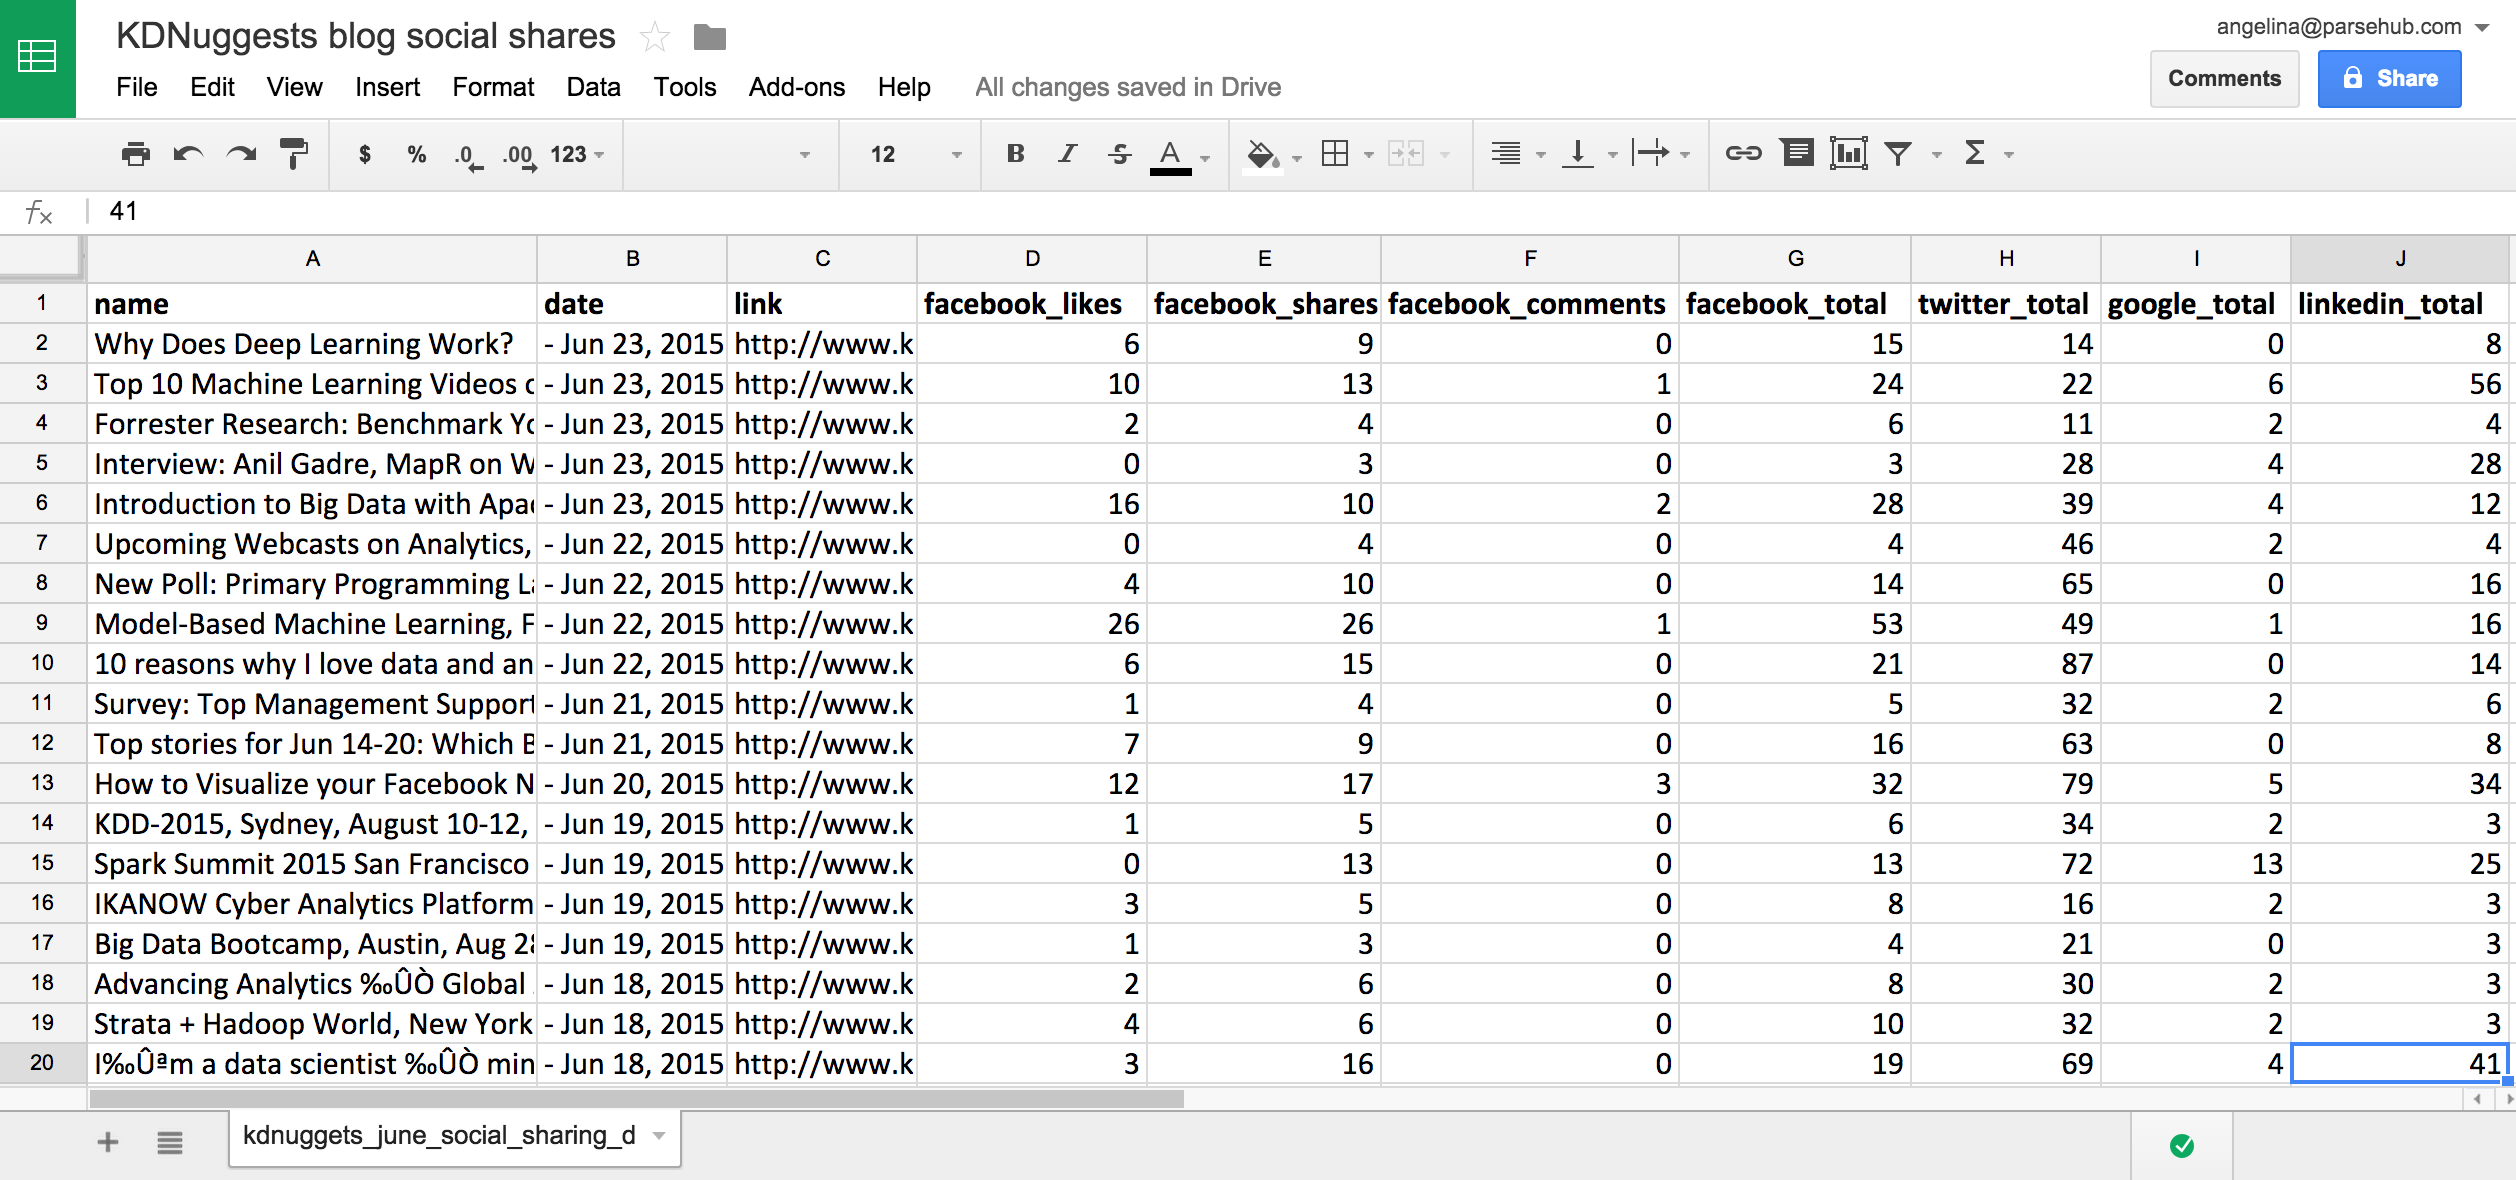 KDNuggests blog social shares
angelina@parsehub.com
File Edit View Insert Format Data Tools Add-ons Help All changes saved in Drive
Comments Share
$ % .0 .00 123 12 B I S A Σ
fx 41
A B C D E F G H I J
1 name date link facebook_likes facebook_shares facebook_comments facebook_total twitter_total google_total linkedin_total
2 Why Does Deep Learning Work? - Jun 23, 2015 http://www.k 6 9 0 15 14 0 8
3 Top 10 Machine Learning Videos - Jun 23, 2015 http://www.k 10 13 1 24 22 6 56
4 Forrester Research: Benchmark - Jun 23, 2015 http://www.k 2 4 0 6 11 2 4
5 Interview: Anil Gadre, MapR on W - Jun 23, 2015 http://www.k 0 3 0 3 28 4 28
6 Introduction to Big Data with Apa - Jun 23, 2015 http://www.k 16 10 2 28 39 4 12
7 Upcoming Webcasts on Analytics, - Jun 22, 2015 http://www.k 0 4 0 4 46 2 4
8 New Poll: Primary Programming L - Jun 22, 2015 http://www.k 4 10 0 14 65 0 16
9 Model-Based Machine Learning, F - Jun 22, 2015 http://www.k 26 26 1 53 49 1 16
10 10 reasons why I love data and an - Jun 22, 2015 http://www.k 6 15 0 21 87 0 14
11 Survey: Top Management Support - Jun 21, 2015 http://www.k 1 4 0 5 32 2 6
12 Top stories for Jun 14-20: Which B - Jun 21, 2015 http://www.k 7 9 0 16 63 0 8
13 How to Visualize your Facebook N - Jun 20, 2015 http://www.k 12 17 3 32 79 5 34
14 KDD-2015, Sydney, August 10-12, - Jun 19, 2015 http://www.k 1 5 0 6 34 2 3
15 Spark Summit 2015 San Francisco - Jun 19, 2015 http://www.k 0 13 0 13 72 13 25
16 IKANOW Cyber Analytics Platform - Jun 19, 2015 http://www.k 3 5 0 8 16 2 3
17 Big Data Bootcamp, Austin, Aug 28 - Jun 19, 2015 http://www.k 1 3 0 4 21 0 3
18 Advancing Analytics ‰ÛÒ Global - Jun 18, 2015 http://www.k 2 6 0 8 30 2 3
19 Strata + Hadoop World, New York - Jun 18, 2015 http://www.k 4 6 0 10 32 2 3
20 I‰Ûªm a data scientist ‰ÛÒ min - Jun 18, 2015 http://www.k 3 16 0 19 69 4 41
kdnuggets_june_social_sharing_d